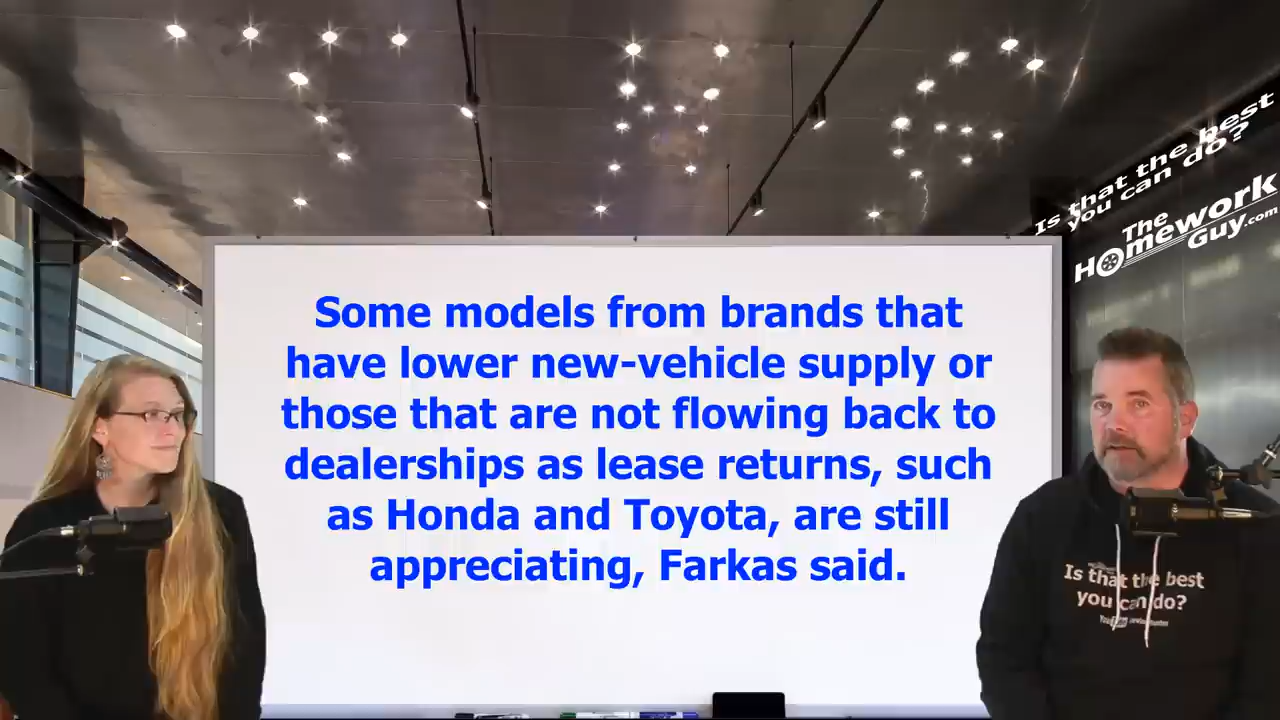 Is that the best
you can do?
The
Homework
Guy.com
Some models from brands that
have lower new-vehicle supply or
those that are not flowing back to
dealerships as lease returns, such
as Honda and Toyota, are still
appreciating, Farkas said.
Is that the best
you can do?